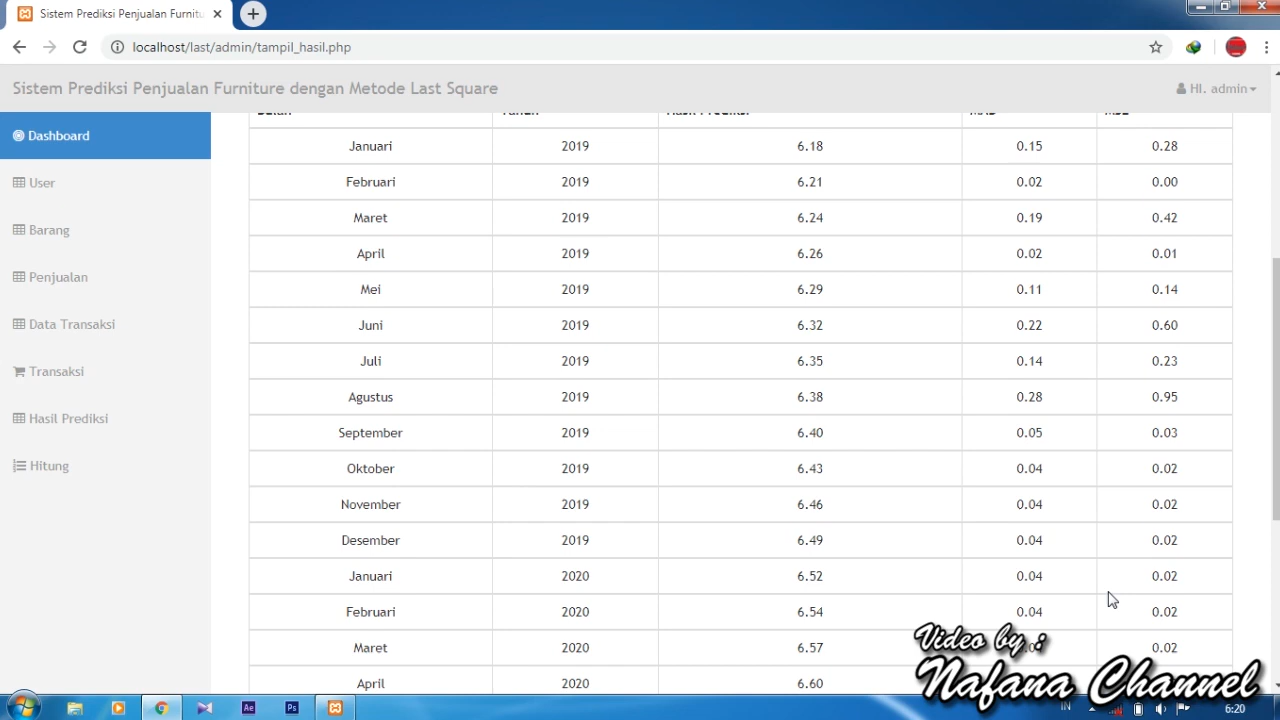 Sistem Prediksi Penjualan Furnitu
localhost/last/admin/tampil_hasil.php
Sistem Prediksi Penjualan Furniture dengan Metode Last Square
HI. admin
Dashboard
User
Barang
Penjualan
Data Transaksi
Transaksi
Hasil Prediksi
Hitung
Bulan Tahun Hasil Prediksi MAD MSE
Januari 2019 6.18 0.15 0.28
Februari 2019 6.21 0.02 0.00
Maret 2019 6.24 0.19 0.42
April 2019 6.26 0.02 0.01
Mei 2019 6.29 0.11 0.14
Juni 2019 6.32 0.22 0.60
Juli 2019 6.35 0.14 0.23
Agustus 2019 6.38 0.28 0.95
September 2019 6.40 0.05 0.03
Oktober 2019 6.43 0.04 0.02
November 2019 6.46 0.04 0.02
Desember 2019 6.49 0.04 0.02
Januari 2020 6.52 0.04 0.02
Februari 2020 6.54 0.04 0.02
Maret 2020 6.57 0.02
April 2020 6.60
Video by :
Nafana Channel
Ae Ps IN 6:20